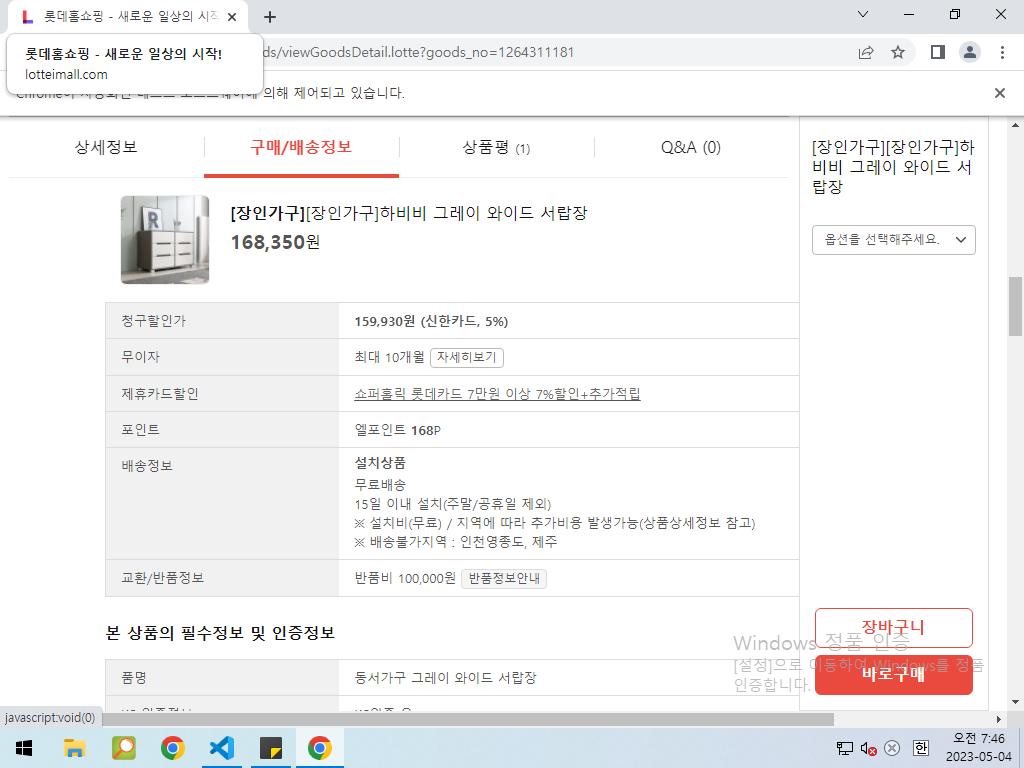 롯데홈쇼핑 - 새로운 일상의 시작
롯데홈쇼핑 - 새로운 일상의 시작!
lotteimall.com
ds/viewGoodsDetail.lotte?goods_no=1264311181
의해 제어되고 있습니다.
상세정보
구매/배송정보
상품평 (1)
Q&A (0)
[장인가구][장인가구]하비비 그레이 와이드 서랍장
168,350원
청구할인가
159,930원 (신한카드, 5%)
무이자
최대 10개월 자세히보기
제휴카드할인
쇼퍼홀릭 롯데카드 7만원 이상 7%할인+추가적립
포인트
엘포인트 168P
배송정보
설치상품
무료배송
15일 이내 설치(주말/공휴일 제외)
※ 설치비(무료) / 지역에 따라 추가비용 발생가능(상품상세정보 참고)
※ 배송불가지역 : 인천영종도, 제주
교환/반품정보
반품비 100,000원 반품정보안내
본 상품의 필수정보 및 인증정보
품명
동서가구 그레이 와이드 서랍장
[장인가구][장인가구]하
비비 그레이 와이드 서
랍장
옵션을 선택해주세요.
장바구니
바로구매
Windows 정품 인증
[설정]으로 이동하여 Windows를 정품
인증합니다.
javascript:void(0)
한
오전 7:46
2023-05-04